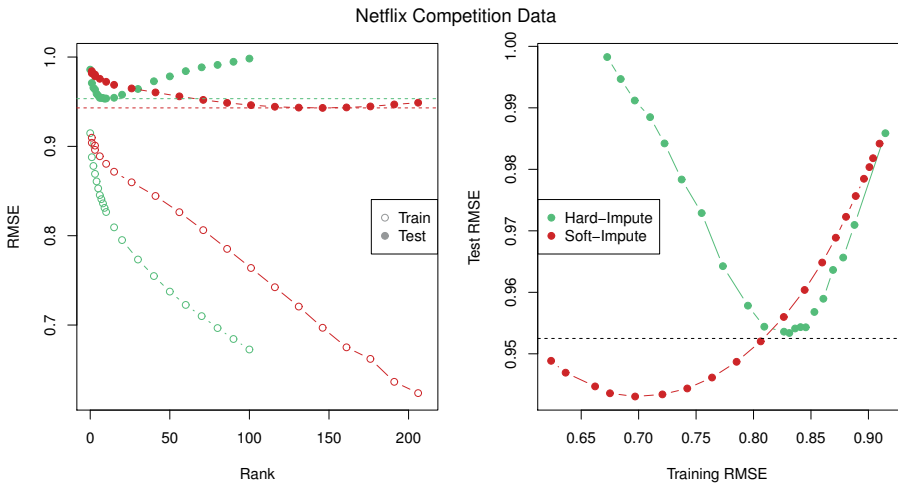 Netflix Competition Data
RMSE
1.0
0.9
0.8
0.7
0 50 100 150 200
Rank
Train
Test
Test RMSE
1.00
0.99
0.98
0.97
0.96
0.95
0.65 0.70 0.75 0.80 0.85 0.90
Training RMSE
Hard−Impute
Soft−Impute